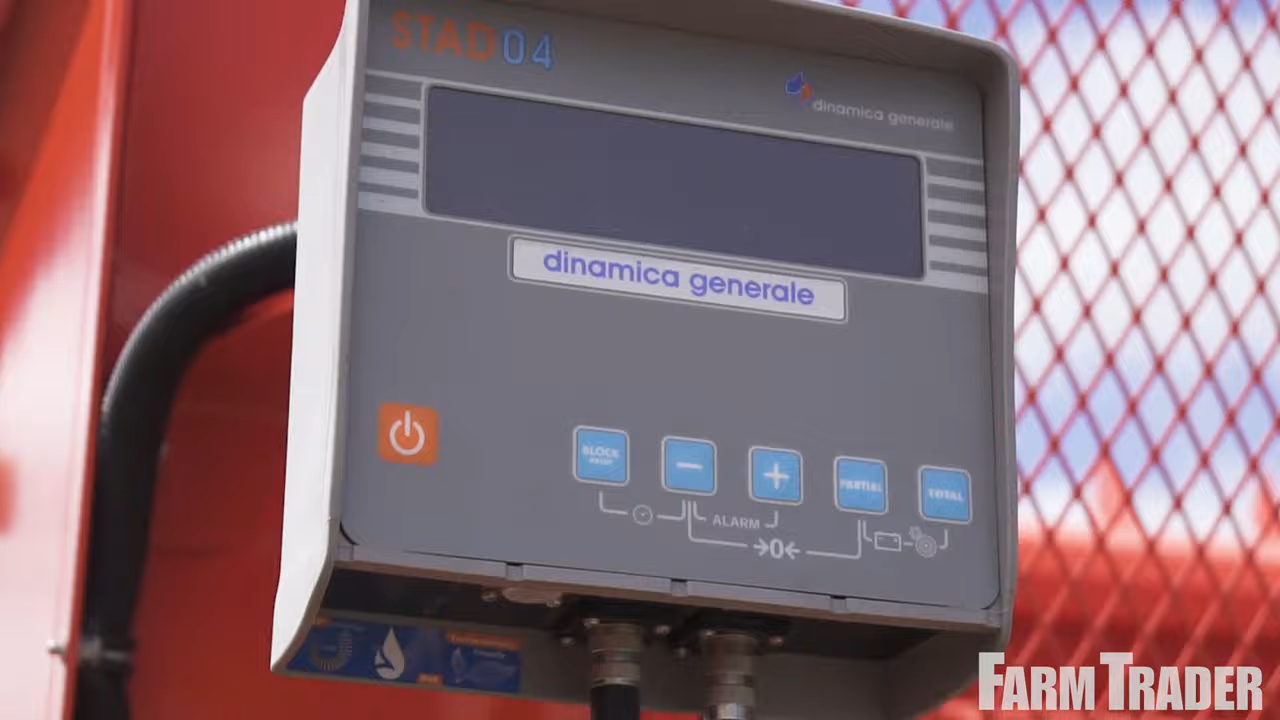 STAD 04
dinamica generale
dinamica generale
BLOCK
PARTIAL
TOTAL
ALARM
→0←
FARM TRADER